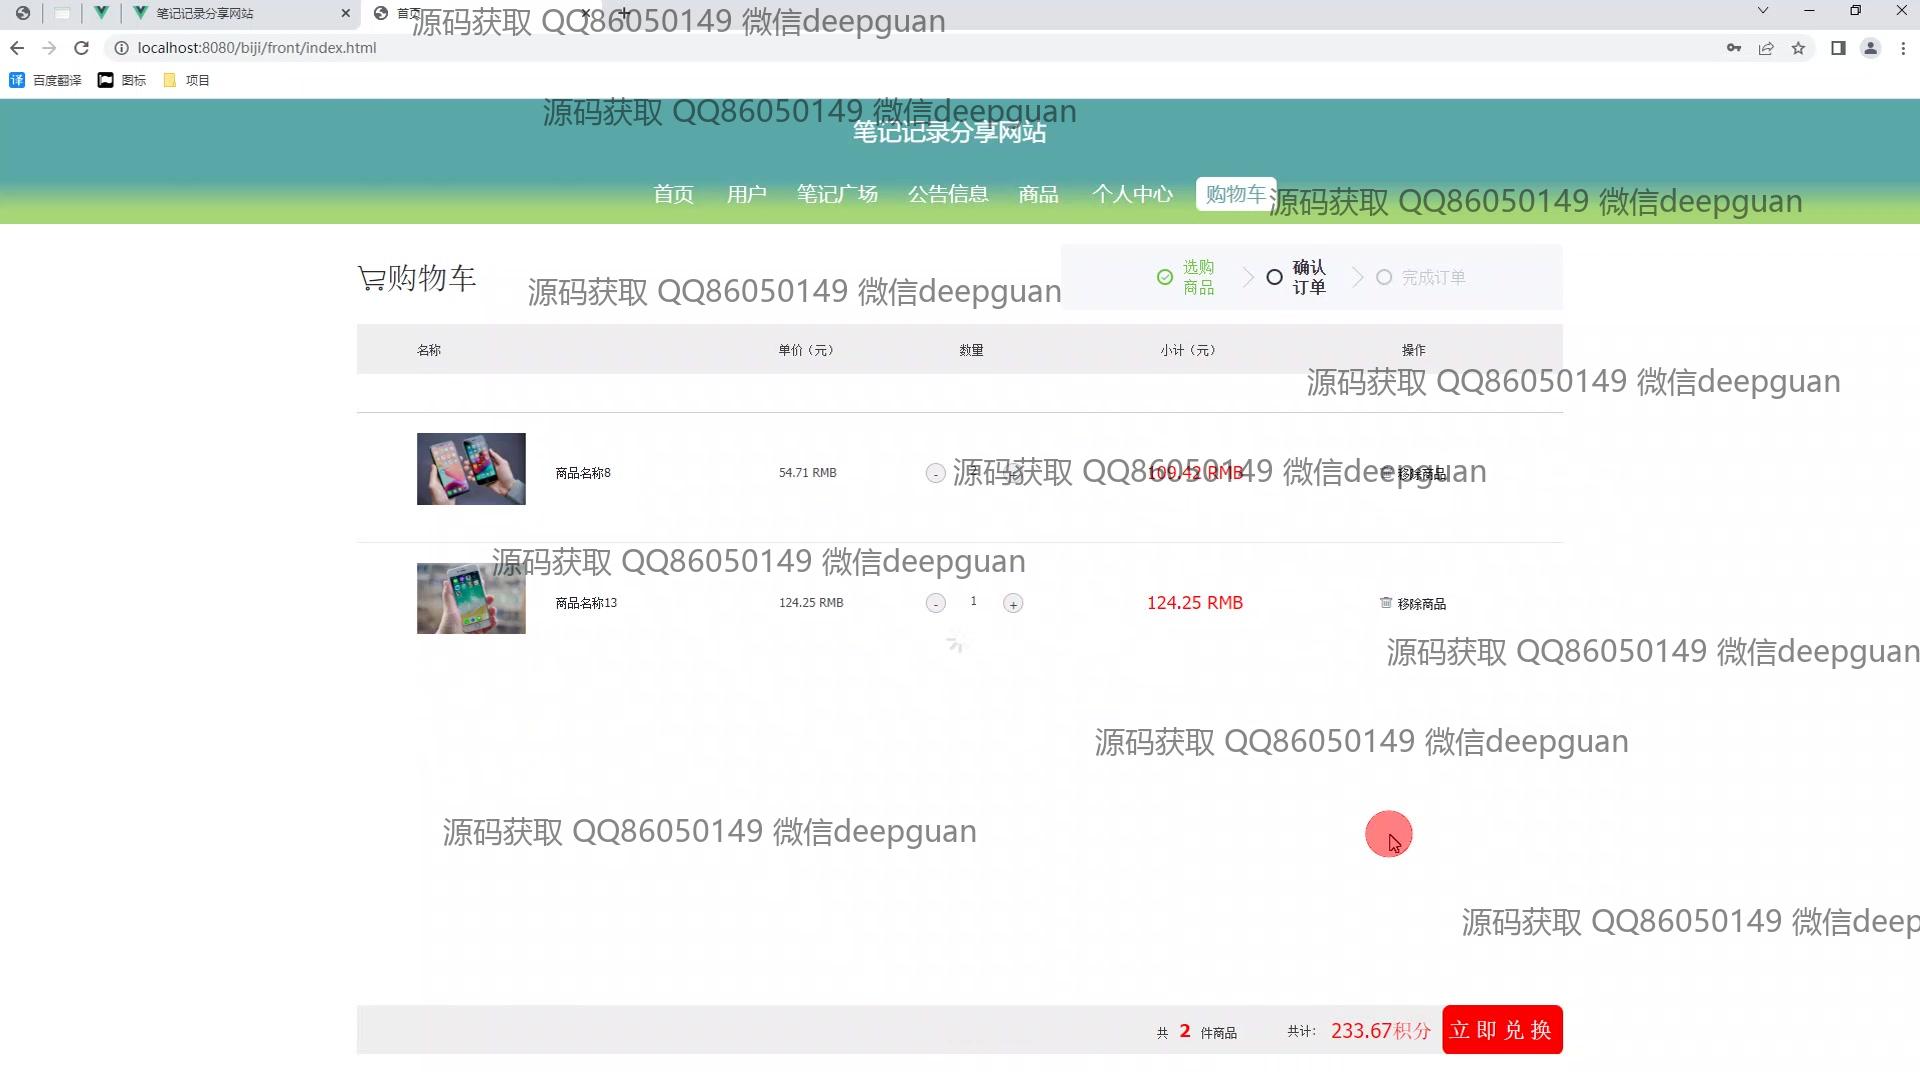 笔记记录分享网站
首页
源码获取 QQ86050149 微信deepguan
localhost:8080/biji/front/index.html
百度翻译 图标 项目
源码获取 QQ86050149 微信deepguan
笔记记录分享网站
首页 用户 笔记广场 公告信息 商品 个人中心 购物车
源码获取 QQ86050149 微信deepguan
购物车
选购商品 确认订单 完成订单
源码获取 QQ86050149 微信deepguan
名称 单价（元） 数量 小计（元） 操作
源码获取 QQ86050149 微信deepguan
商品名称8 54.71 RMB - + 109.42 RMB 移除商品
源码获取 QQ86050149 微信deepguan
源码获取 QQ86050149 微信deepguan
商品名称13 124.25 RMB - 1 + 124.25 RMB 移除商品
源码获取 QQ86050149 微信deepguan
源码获取 QQ86050149 微信deepguan
源码获取 QQ86050149 微信deepguan
源码获取 QQ86050149 微信deep
共 2 件商品 共计： 233.67积分 立即兑换